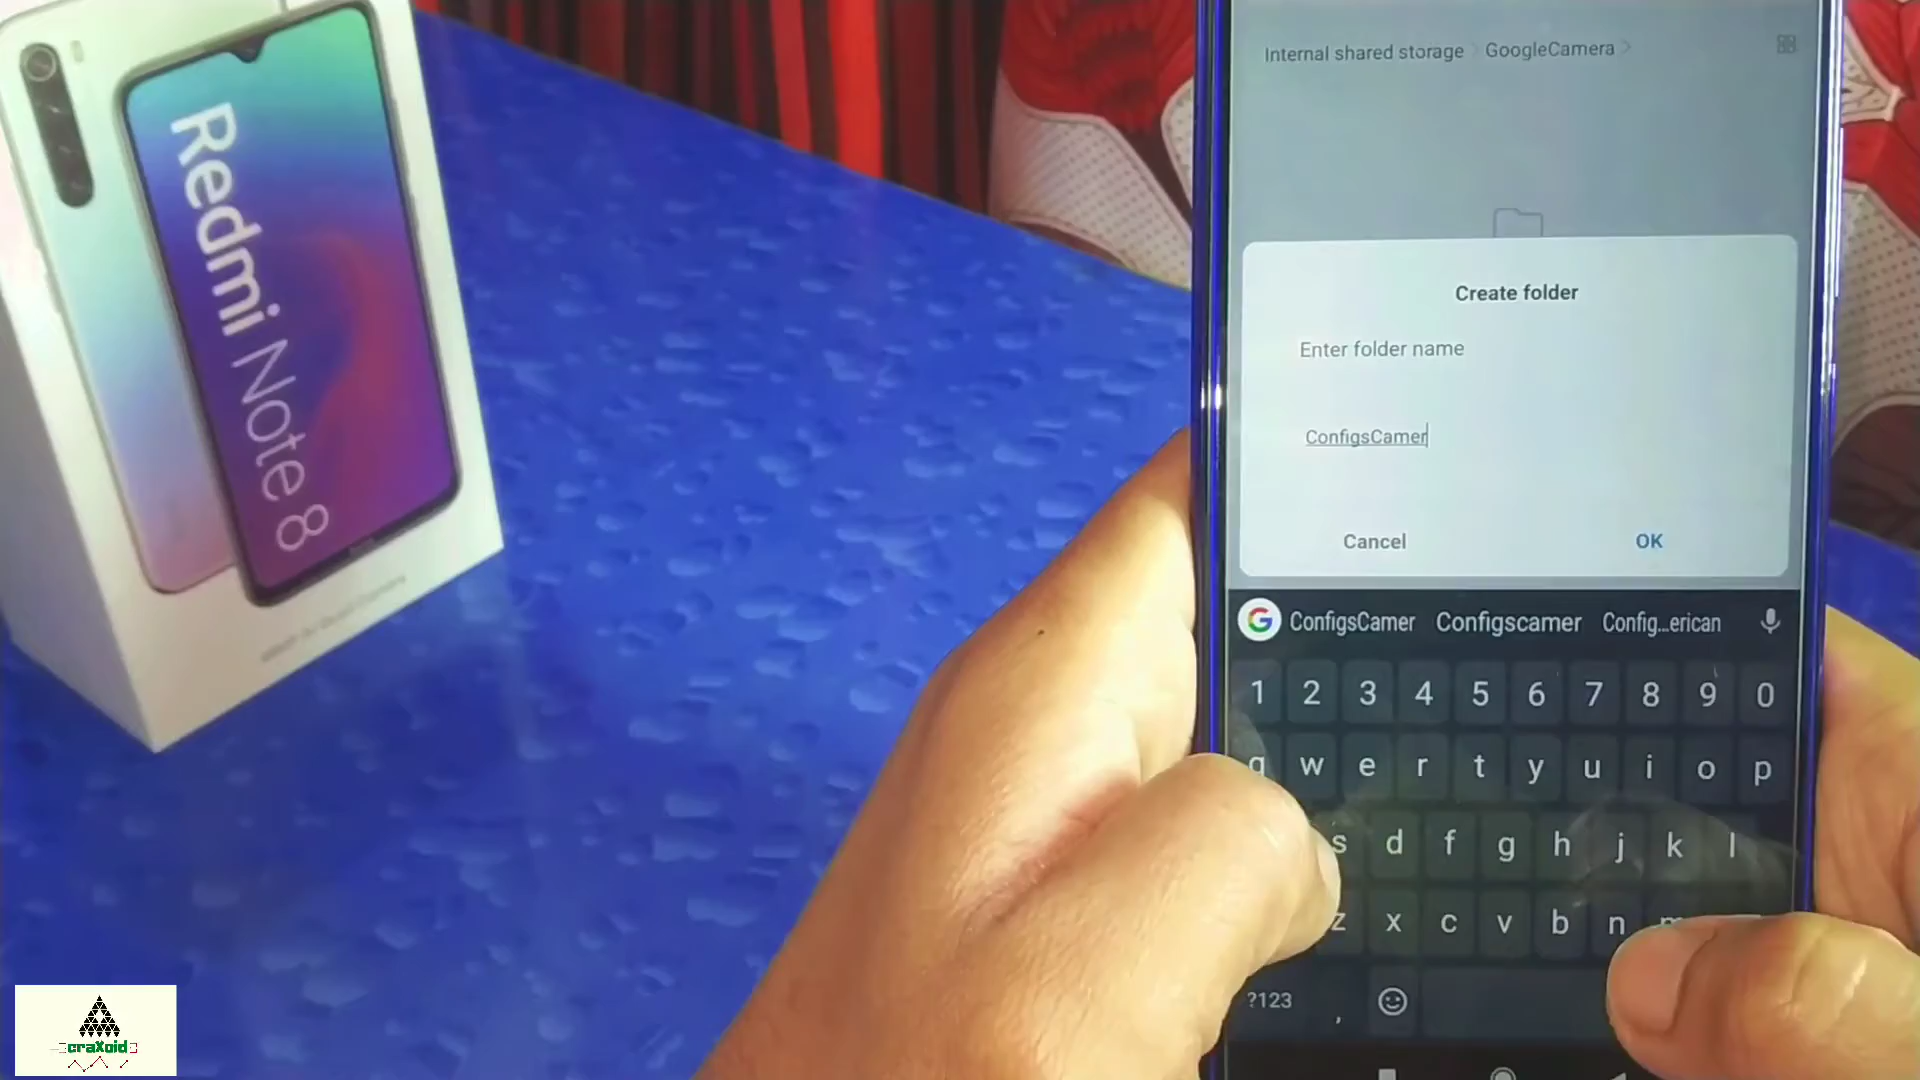 Redmi Note 8
Internal shared storage GoogleCamera
Create folder
Enter folder name
ConfigsCamer
Cancel OK
ConfigsCamer Configscamer Config...erican
1 2 3 4 5 6 7 8 9 0
q w e r t y u i o p
s d f g h j k l
z x c v b n m
?123 ,
craXoid